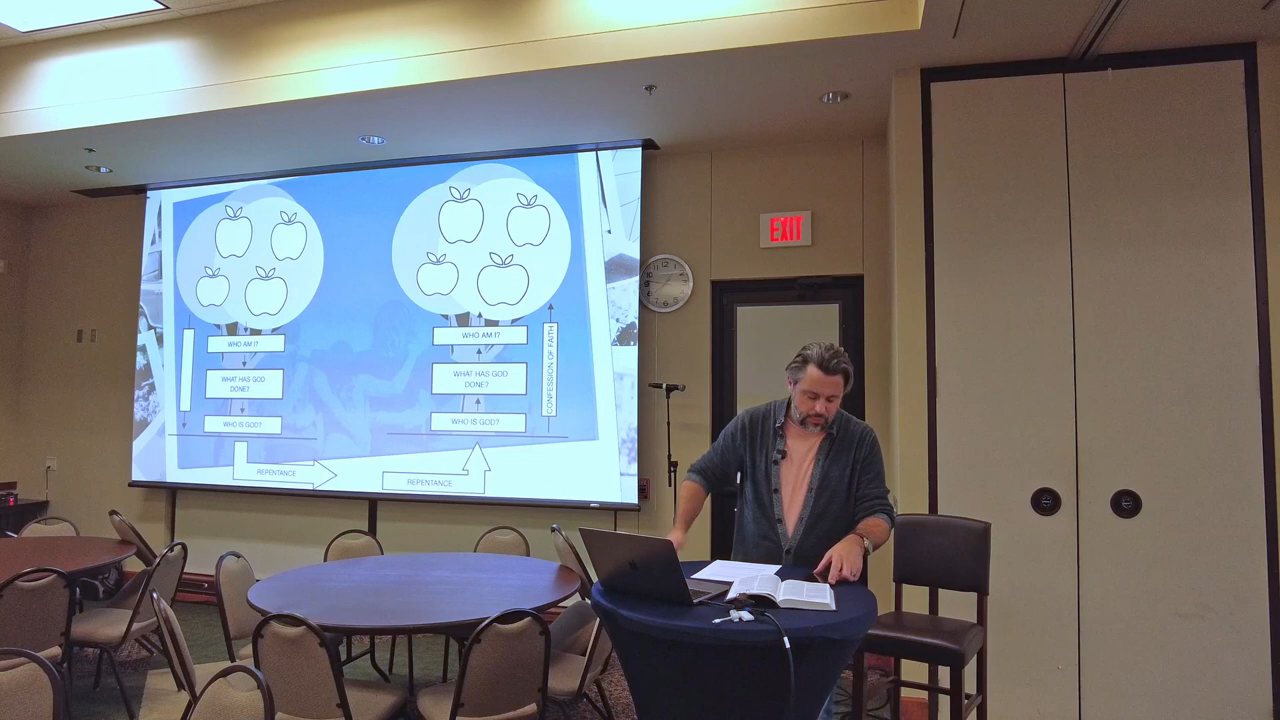 WHO AM I?
WHAT HAS GOD
DONE?
WHO IS GOD?
REPENTANCE
WHO AM I?
WHAT HAS GOD
DONE?
WHO IS GOD?
CONFESSION OF FAITH
REPENTANCE
EXIT